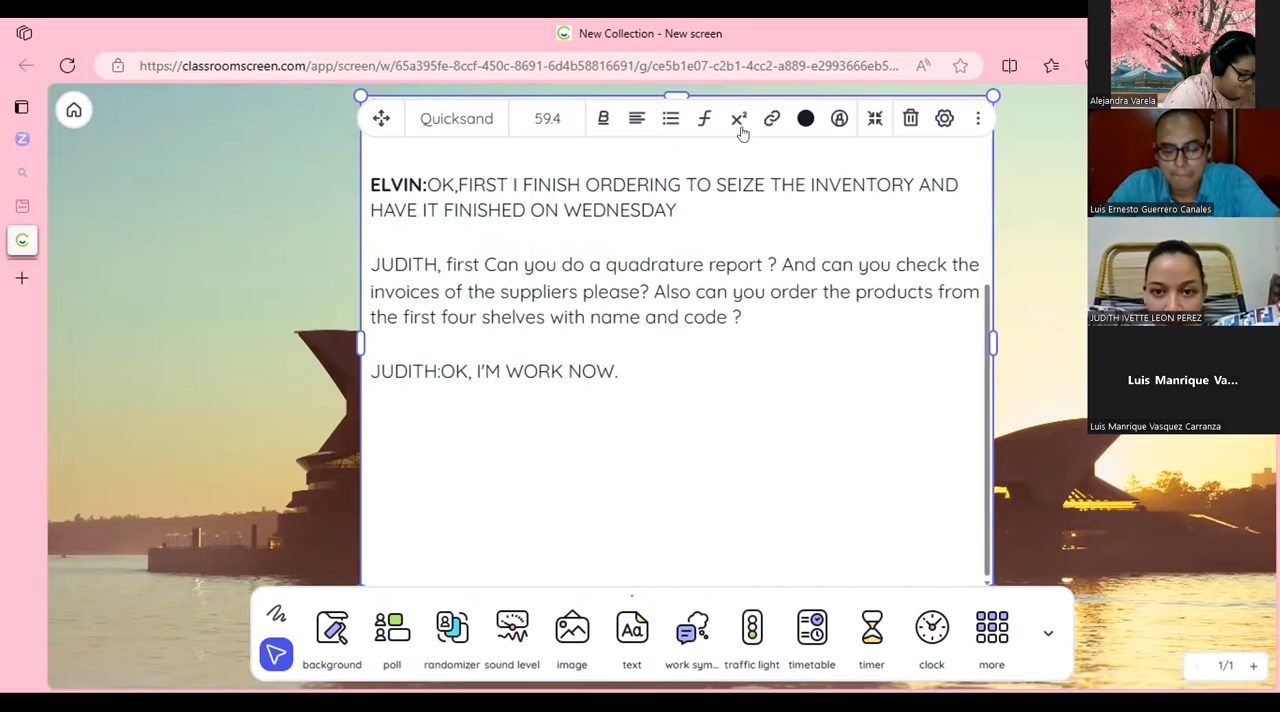 New Collection - New screen
https://classroomscreen.com/app/screen/w/65a395fe-8ccf-450c-8691-6d4b58816691/g/ce5b1e07-c2b1-4cc2-a889-e2993666eb5...
Quicksand 59.4
ELVIN:OK,FIRST I FINISH ORDERING TO SEIZE THE INVENTORY AND
HAVE IT FINISHED ON WEDNESDAY
JUDITH, first Can you do a quadrature report ? And can you check the
invoices of the suppliers please? Also can you order the products from
the first four shelves with name and code ?
JUDITH:OK, I'M WORK NOW.
background poll randomizer sound level image text work sym... traffic light timetable timer clock more
1/1
Alejandra Varela
Luis Ernesto Guerrero Canales
JUDITH IVETTE LEON PEREZ
Luis Manrique Va...
Luis Manrique Vasquez Carranza